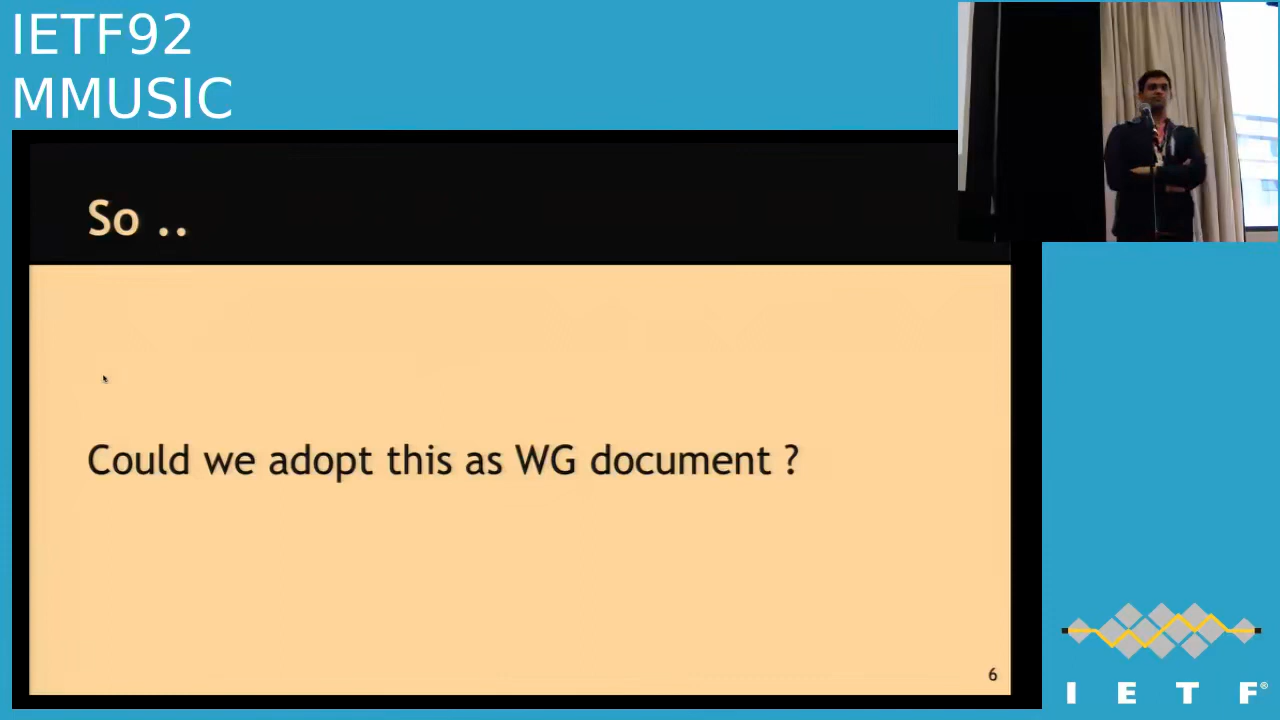 IETF92
MMUSIC
So ..
Could we adopt this as WG document ?
6
I E T F®